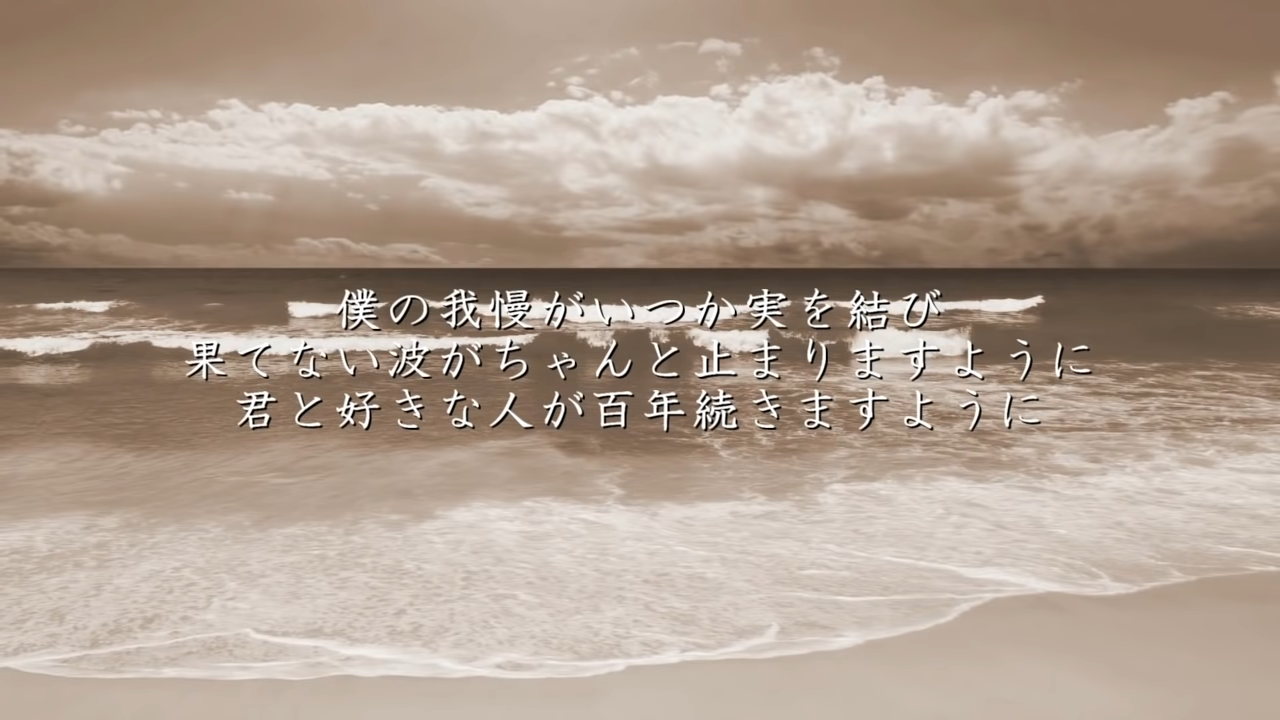 僕の我慢がいつか実を結び
果てない波がちゃんと止まりますように
君と好きな人が百年続きますように